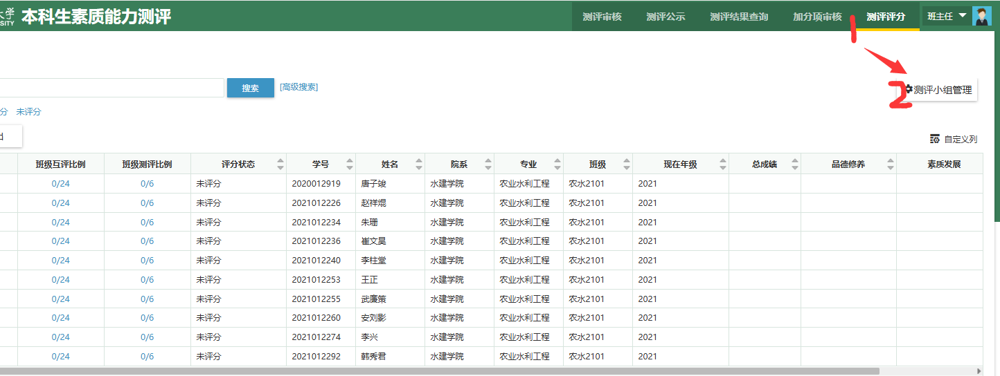 大学 本科生素质能力测评 测评审核 测评公示 测评结果查询 加分项审核 测评评分 班主任
SITY
1
搜索 [高级搜索]
2 测评小组管理
分 未评分
出
自定义列
班级互评比例 班级测评比例 评分状态 学号 姓名 院系 专业 班级 现在年级 总成绩 品德修养 素质发展
0/24 0/6 未评分 2020012919 唐子竣 水建学院 农业水利工程 农水2101 2021
0/24 0/6 未评分 2021012226 赵祥焜 水建学院 农业水利工程 农水2101 2021
0/24 0/6 未评分 2021012234 朱珊 水建学院 农业水利工程 农水2101 2021
0/24 0/6 未评分 2021012236 崔文昊 水建学院 农业水利工程 农水2101 2021
0/24 0/6 未评分 2021012240 李柱堂 水建学院 农业水利工程 农水2101 2021
0/24 0/6 未评分 2021012253 王正 水建学院 农业水利工程 农水2101 2021
0/24 0/6 未评分 2021012255 武廉策 水建学院 农业水利工程 农水2101 2021
0/24 0/6 未评分 2021012260 安刘影 水建学院 农业水利工程 农水2101 2021
0/24 0/6 未评分 2021012274 李兴 水建学院 农业水利工程 农水2101 2021
0/24 0/6 未评分 2021012292 韩秀君 水建学院 农业水利工程 农水2101 2021